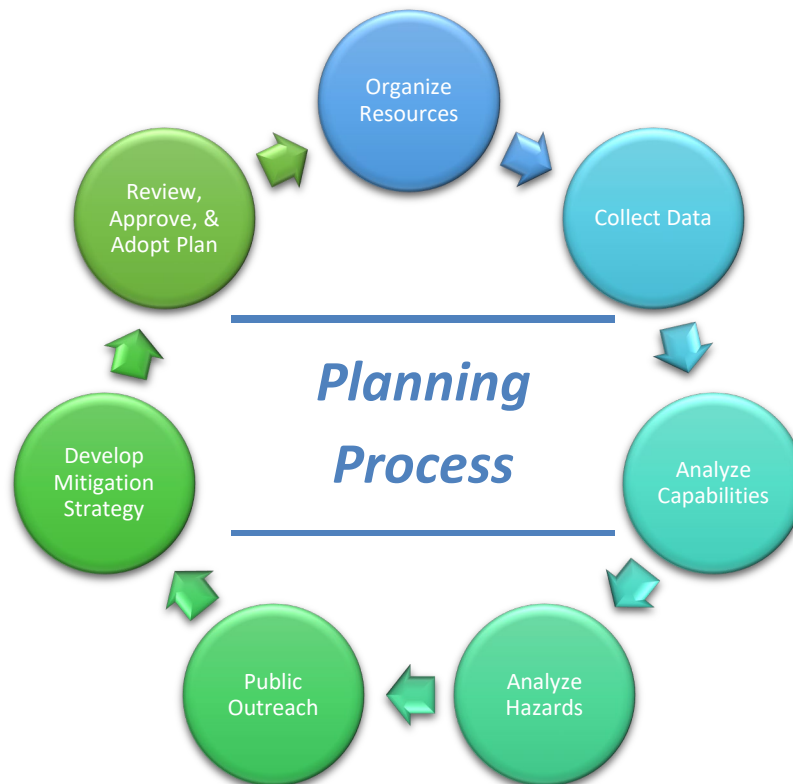 Organize
Resources
Collect Data
Analyze
Capabilities
Analyze
Hazards
Public
Outreach
Develop
Mitigation
Strategy
Review,
Approve, &
Adopt Plan
Planning
Process